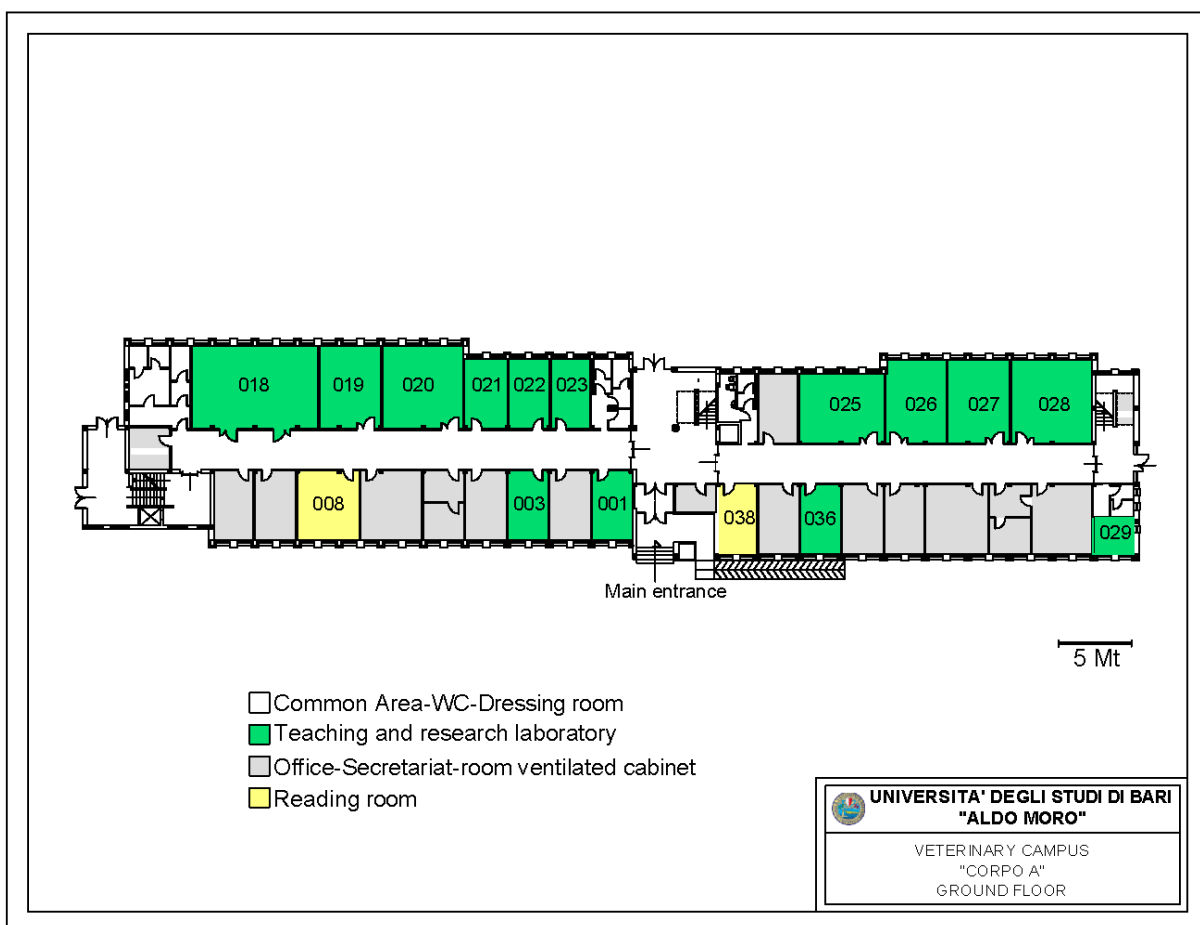 018
019
020
021
022
023
025
026
027
028
008
003
001
038
036
029
Main entrance
5 Mt
Common Area-WC-Dressing room
Teaching and research laboratory
Office-Secretariat-room ventilated cabinet
Reading room
UNIVERSITA' DEGLI STUDI DI BARI
"ALDO MORO"
VETERINARY CAMPUS
"CORPO A"
GROUND FLOOR